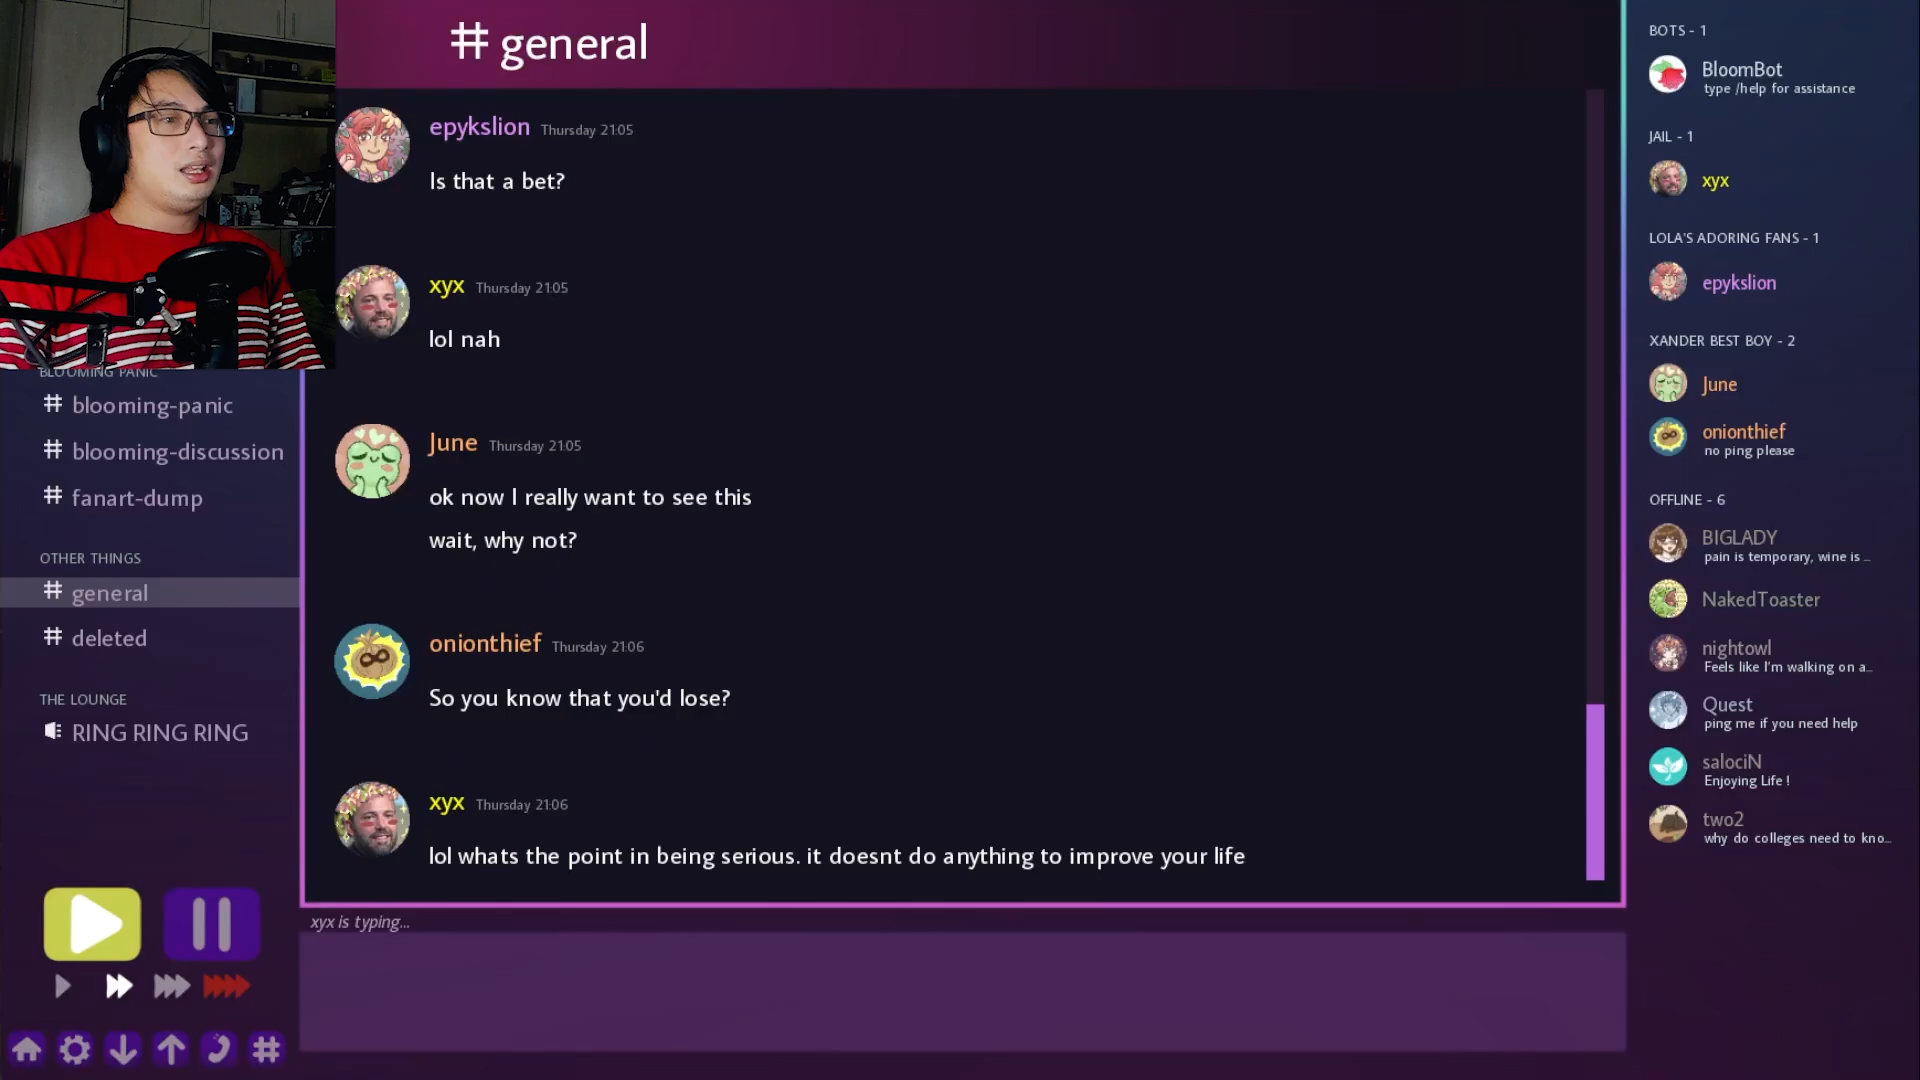 # general
epykslion Thursday 21:05
Is that a bet?
xyx Thursday 21:05
lol nah
June Thursday 21:05
ok now I really want to see this
wait, why not?
onionthief Thursday 21:06
So you know that you'd lose?
xyx Thursday 21:06
lol whats the point in being serious. it doesnt do anything to improve your life
xyx is typing...
BLOOMING PANIC
# blooming-panic
# blooming-discussion
# fanart-dump
OTHER THINGS
# general
# deleted
THE LOUNGE
RING RING RING
BOTS - 1
BloomBot
type /help for assistance
JAIL - 1
xyx
LOLA'S ADORING FANS - 1
epykslion
XANDER BEST BOY - 2
June
onionthief
no ping please
OFFLINE - 6
BIGLADY
pain is temporary, wine is ...
NakedToaster
nightowl
Feels like I'm walking on a...
Quest
ping me if you need help
salociN
Enjoying Life !
two2
why do colleges need to kno...